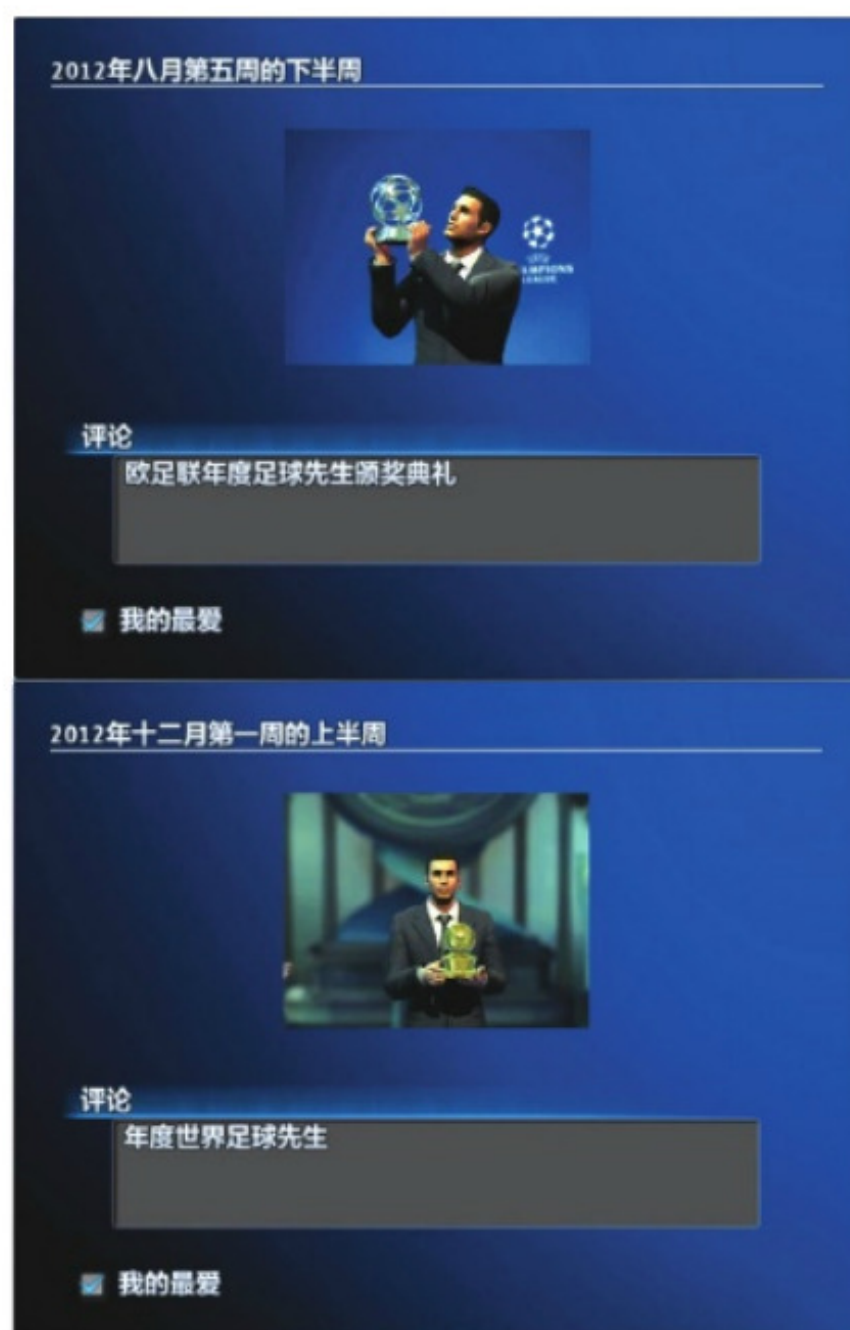 2012年八月第五周的下半周
CHAMPIONS
LEAGUE
评论
欧足联年度足球先生颁奖典礼
我的最爱
2012年十二月第一周的上半周
评论
年度世界足球先生
我的最爱